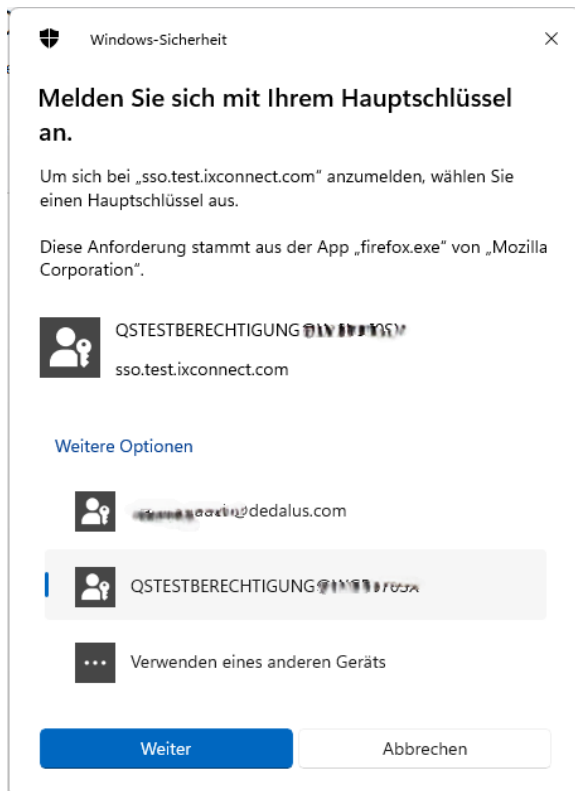 Windows-Sicherheit
Melden Sie sich mit Ihrem Hauptschlüssel
an.
Um sich bei „sso.test.ixconnect.com“ anzumelden, wählen Sie
einen Hauptschlüssel aus.
Diese Anforderung stammt aus der App „firefox.exe“ von „Mozilla
Corporation“.
QSTESTBERECHTIGUNG
sso.test.ixconnect.com
Weitere Optionen
@dedalus.com
QSTESTBERECHTIGUNG
Verwenden eines anderen Geräts
Weiter
Abbrechen